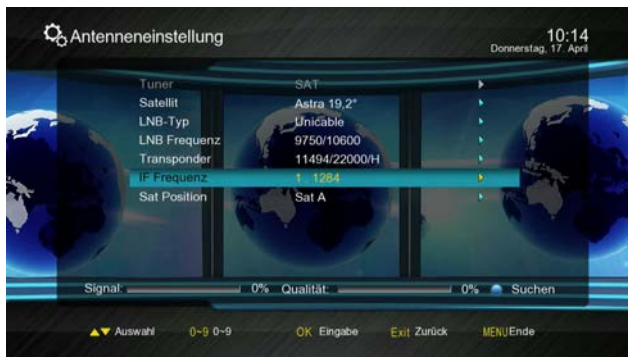 Antenneneinstellung
10:14
Donnerstag, 17. April
Tuner SAT
Satellit Astra 19,2°
LNB-Typ Unicable
LNB Frequenz 9750/10600
Transponder 11494/22000/H
IF Frequenz 1 . 1284
Sat Position Sat A
Signal: 0% Qualität: 0% Suchen
Auswahl 0~9 0~9 OK Eingabe Exit Zurück MENU Ende